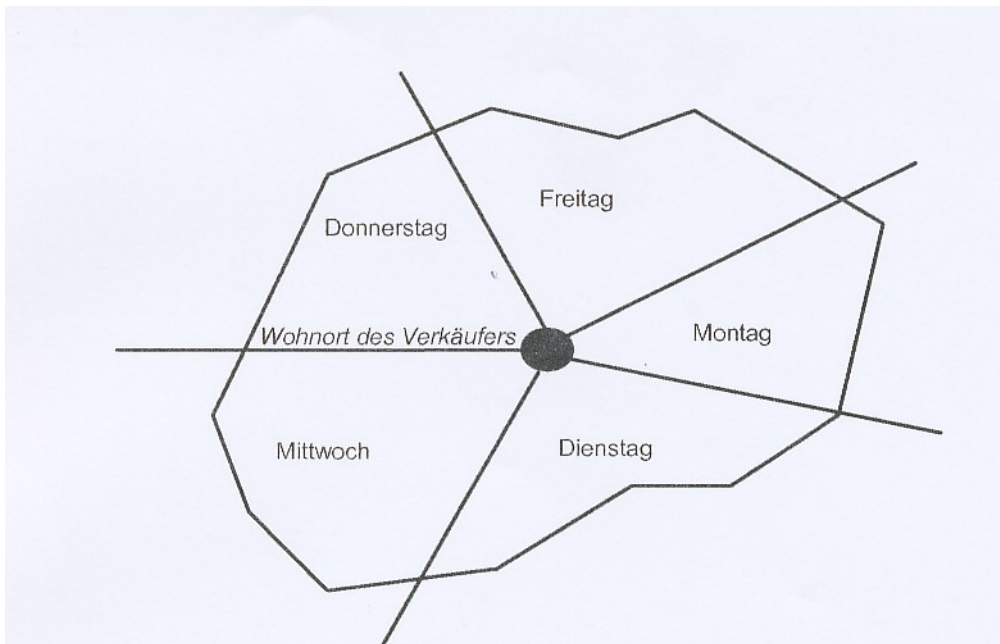 Freitag
Donnerstag
Wohnort des Verkäufers
Montag
Mittwoch
Dienstag